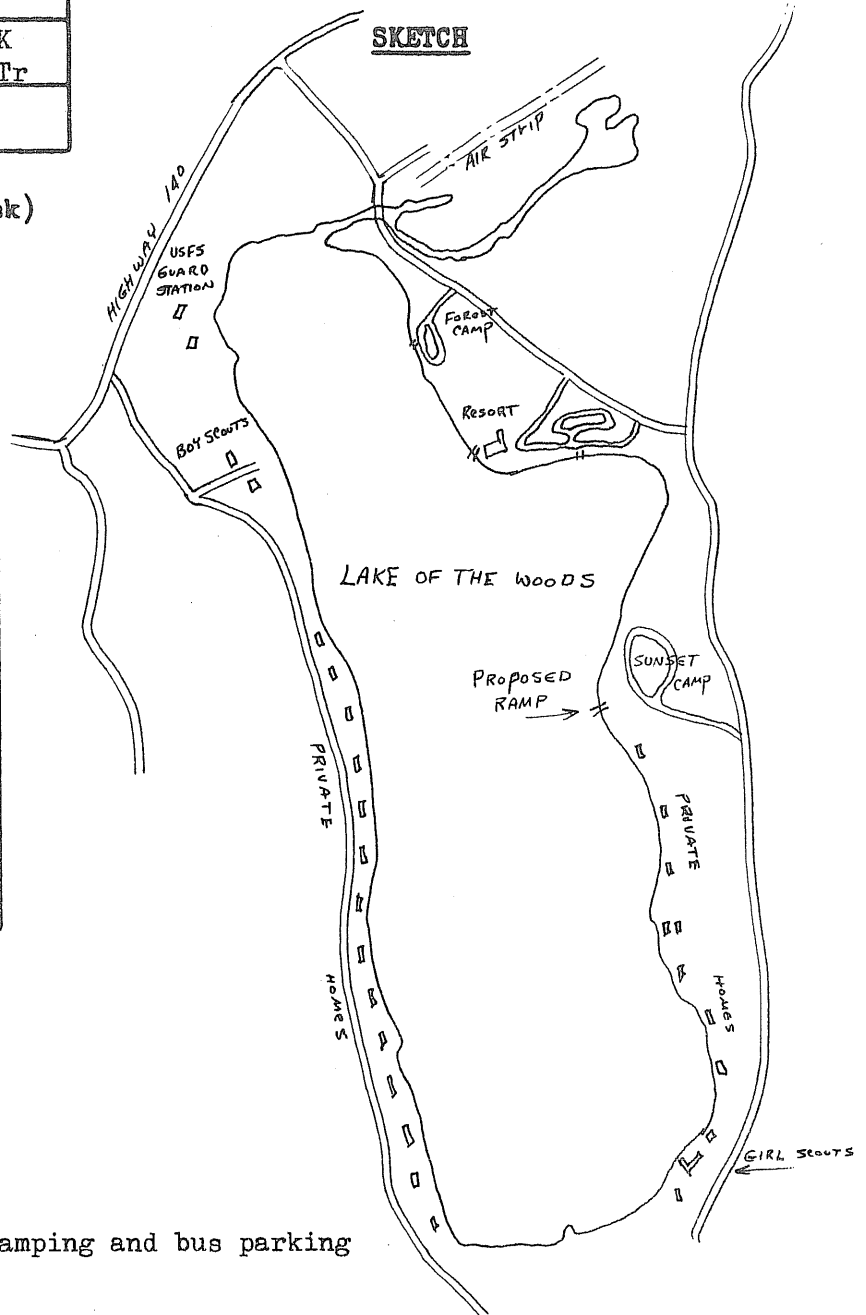 SKETCH
K
Tr
AIR STRIP
ek)
HIGHWAY 140
USFS
GUARD
STATION
FOREST
CAMP
RESORT
BOY SCOUTS
LAKE OF THE WOODS
SUNSET
CAMP
PROPOSED
RAMP
PRIVATE
HOMES
PRIVATE
HOMES
GIRL SCOUTS
amping and bus parking